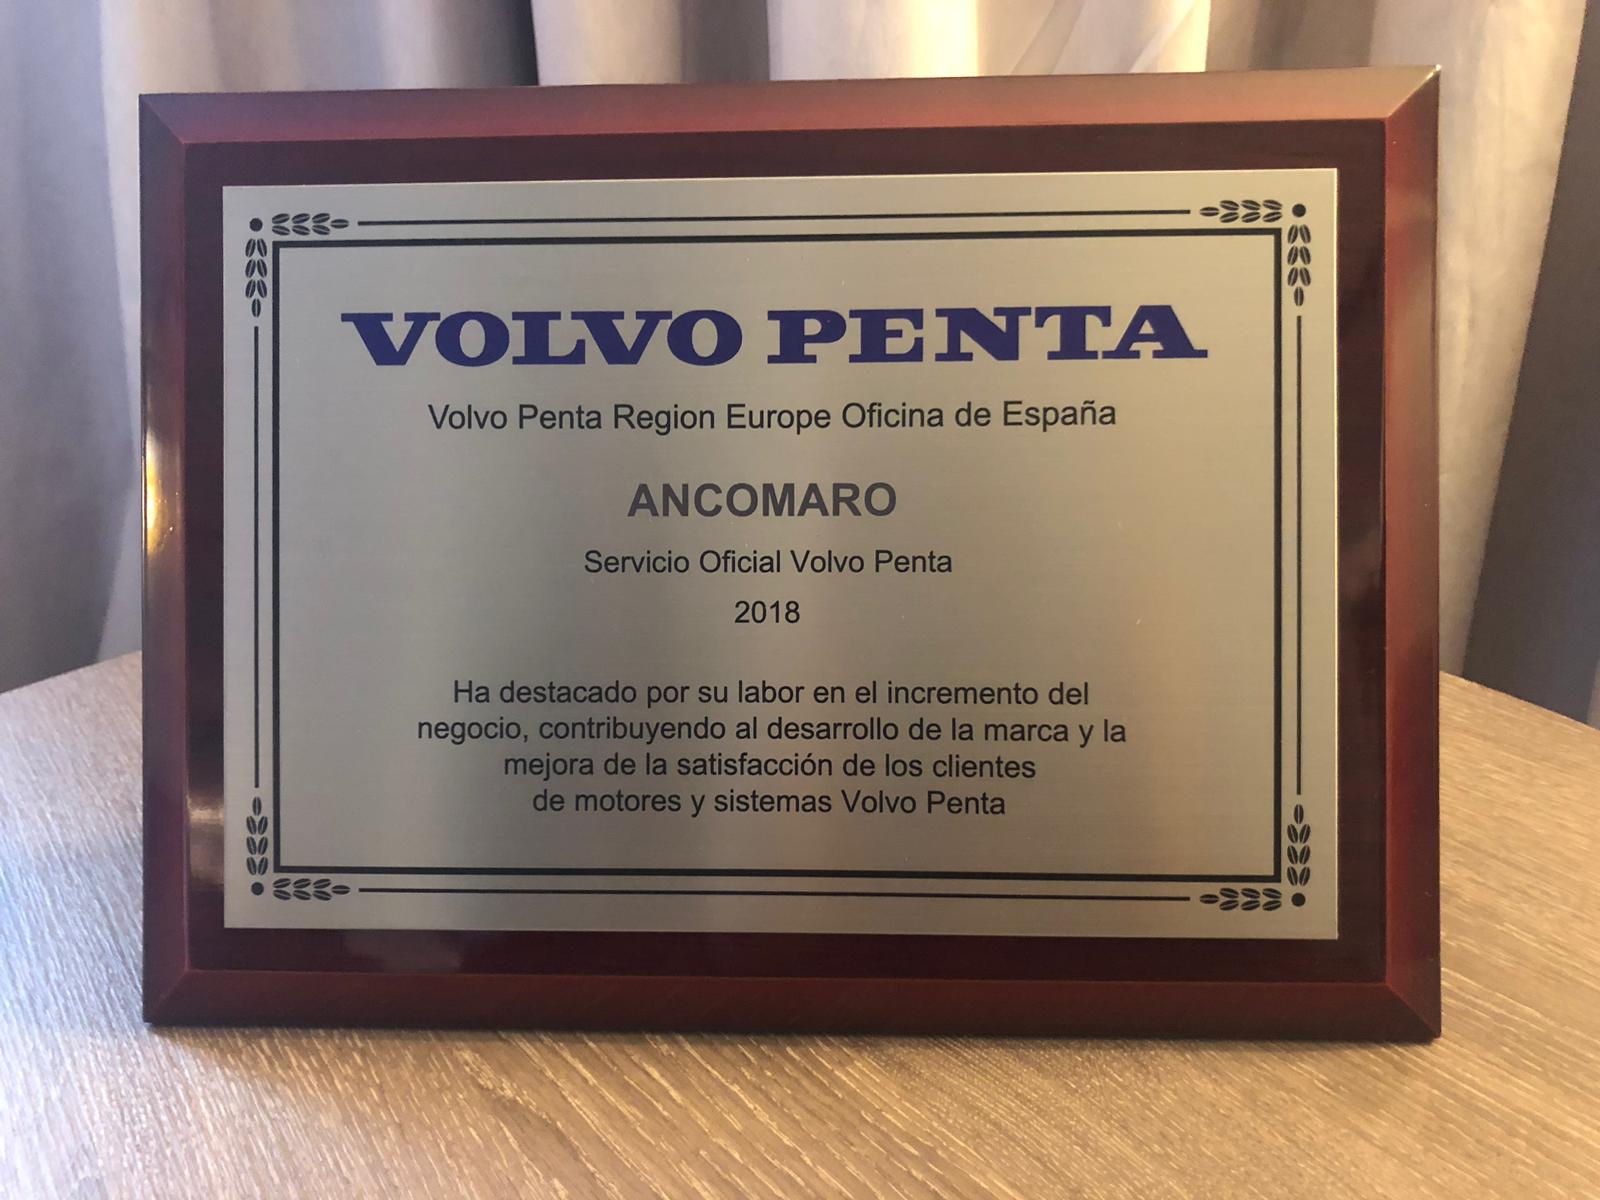 VOLVO PENTA
Volvo Penta Region Europe Oficina de España
ANCOMARO
Servicio Oficial Volvo Penta
2018
Ha destacado por su labor en el incremento del
negocio, contribuyendo al desarrollo de la marca y la
mejora de la satisfacción de los clientes
de motores y sistemas Volvo Penta